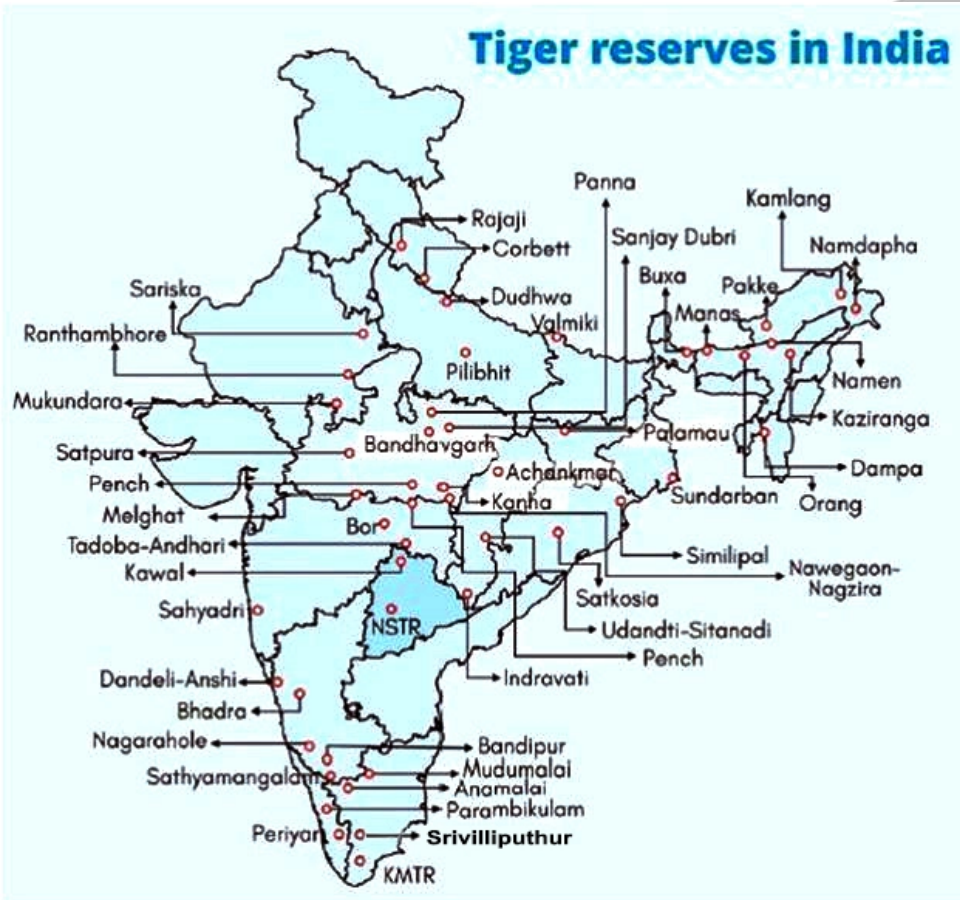 Tiger reserves in India
Panna
Kamlang
Rajaji
Sanjay Dubri
Corbett
Namdapha
Buxa
Pakke
Sariska
Dudhwa
Manas
Valmiki
Ranthambhore
Pilibhit
Namen
Mukundara
Kaziranga
Palamau
Bandhavgarh
Satpura
Dampa
Achankmar
Pench
Sundarban
Kanha
Orang
Melghat
Bor
Tadoba-Andhari
Similipal
Kawal
Nawegaon-
Nagzira
Satkosia
Sahyadri
NSTR
Udandti-Sitanadi
Pench
Dandeli-Anshi
Indravati
Bhadra
Nagarahole
Bandipur
Mudumalai
Sathyamangalam
Anamalai
Parambikulam
Periyar
Srivilliputhur
KMTR